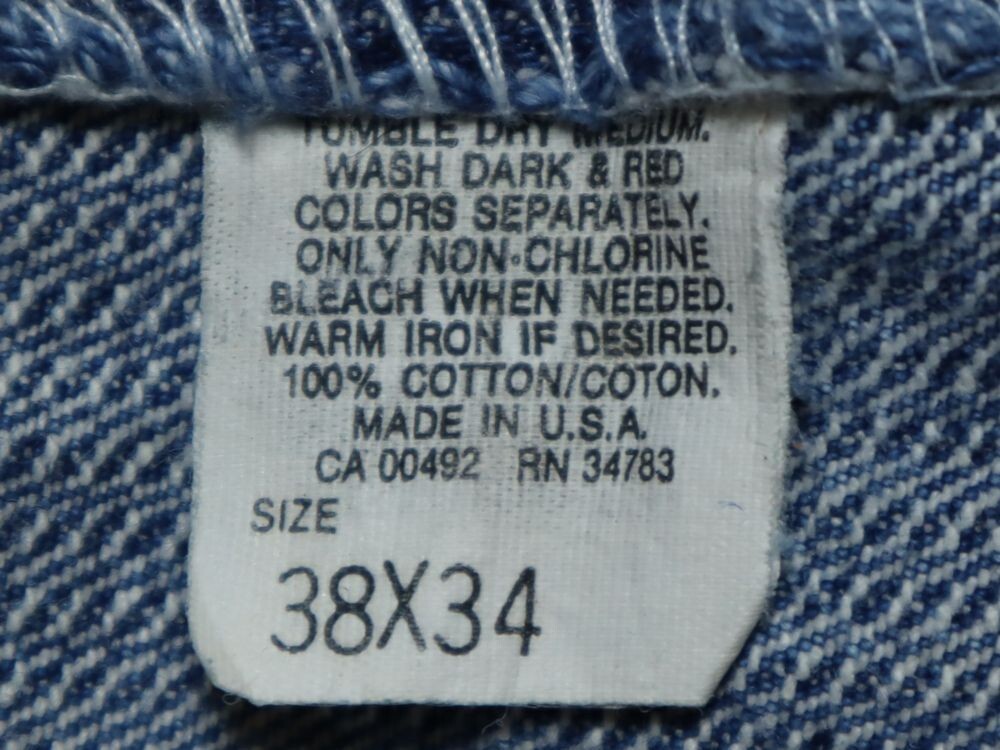 TUMBLE DRY MEDIUM.
WASH DARK & RED
COLORS SEPARATELY.
ONLY NON-CHLORINE
BLEACH WHEN NEEDED.
WARM IRON IF DESIRED.
100% COTTON/COTON.
MADE IN U.S.A.
CA 00492 RN 34783
SIZE
38X34